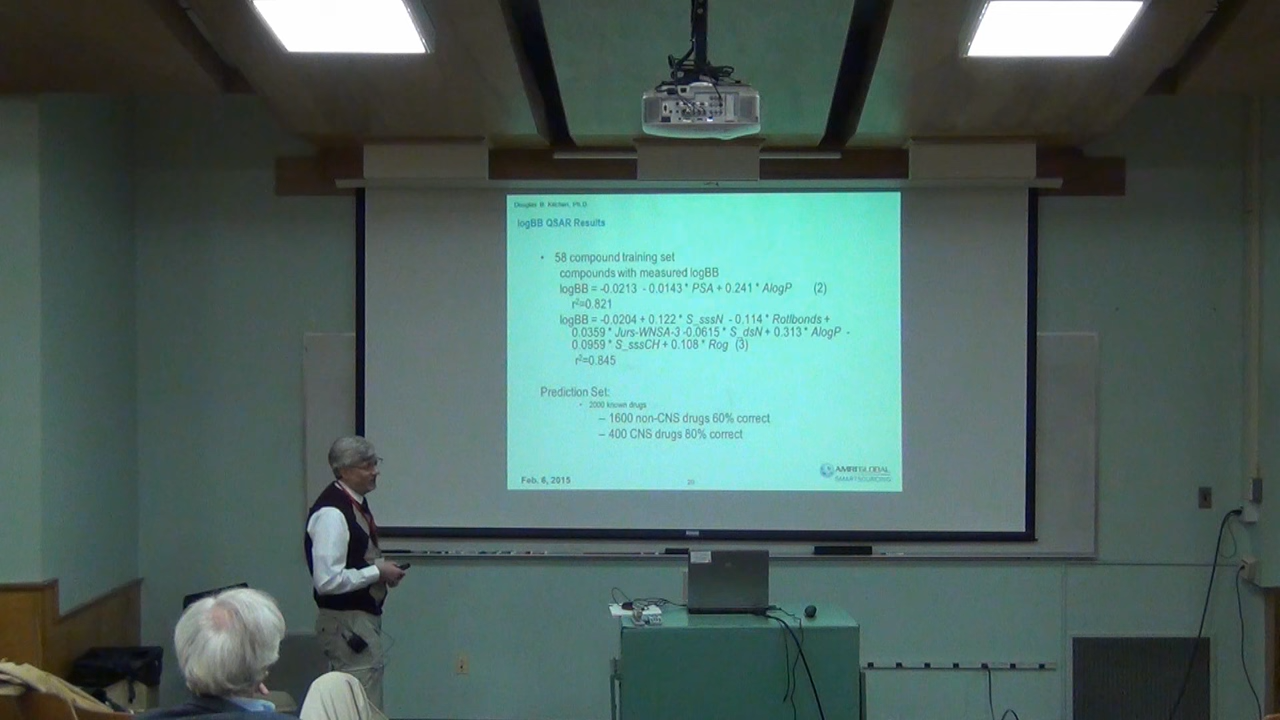 Douglas B. Kitchen, Ph.D.
logBB QSAR Results
• 58 compound training set
compounds with measured logBB
logBB = -0.0213 - 0.0143 * PSA + 0.241 * AlogP (2)
r²=0.821
logBB = -0.0204 + 0.122 * S_sssN - 0.114 * Rotlbonds +
0.0359 * Jurs-WNSA-3 -0.0615 * S_dsN + 0.313 * AlogP -
0.0959 * S_sssCH + 0.108 * Rog (3)
r²=0.845
Prediction Set:
• 2000 known drugs
– 1600 non-CNS drugs 60% correct
– 400 CNS drugs 80% correct
Feb. 6, 2015
20
AMRI GLOBAL
SMARTSOURCING